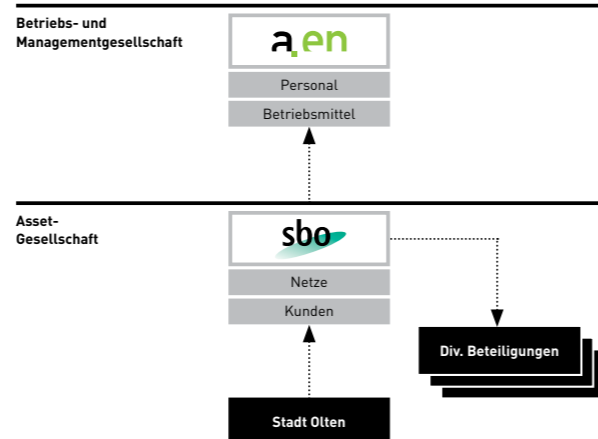 Betriebs- und
Managementgesellschaft
a.en
Personal
Betriebsmittel
Asset-
Gesellschaft
sbo
Netze
Kunden
Div. Beteiligungen
Stadt Olten